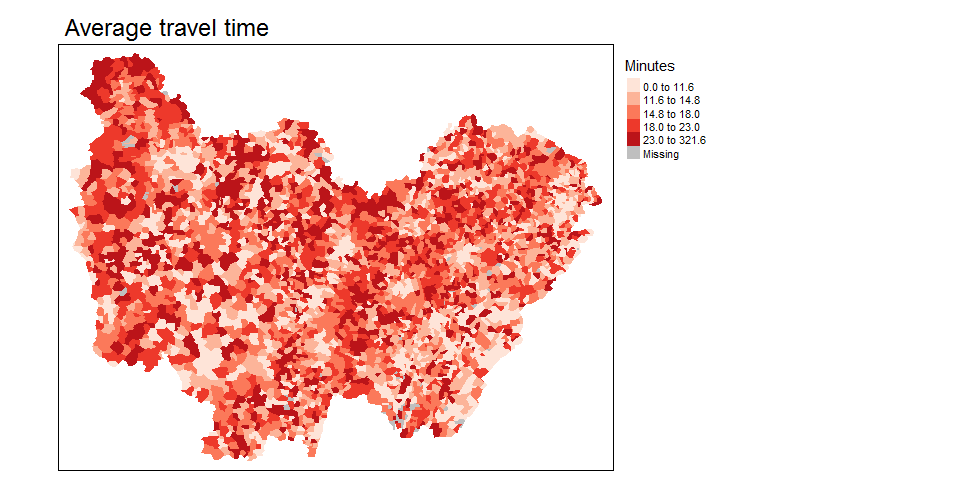 Average travel time
Minutes
0.0 to 11.6
11.6 to 14.8
14.8 to 18.0
18.0 to 23.0
23.0 to 321.6
Missing